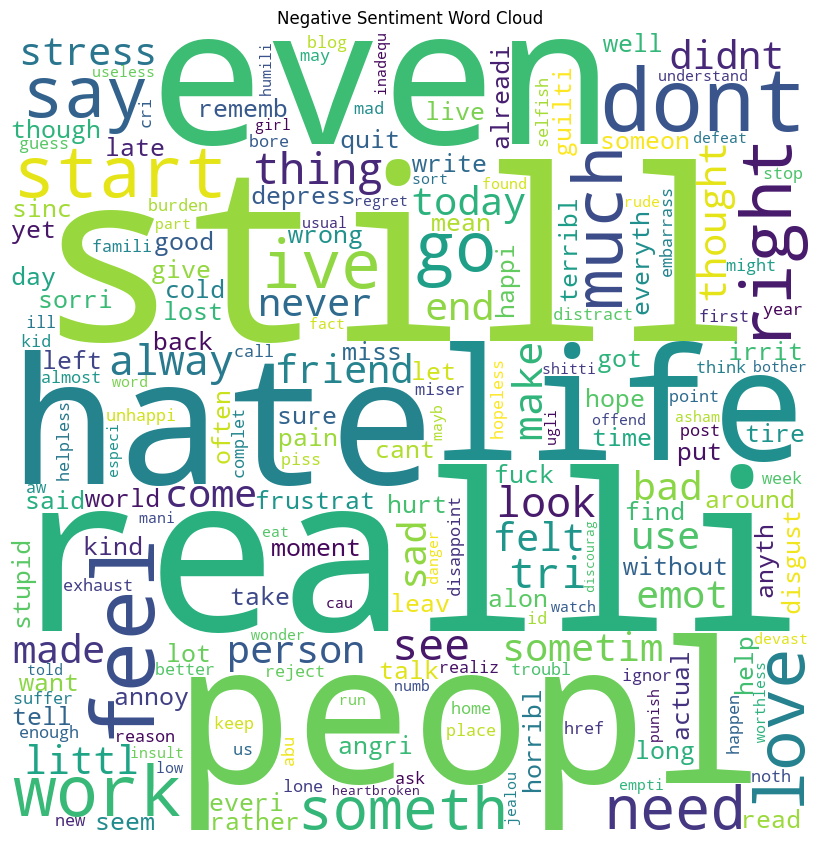 Negative Sentiment Word Cloud
stress
useless
say
cri
humili
even
blog
may
inadequ
well
didnt
understand
dont
though
guess
late
rememb
girl
bore
quit
mad
live
alreadi
selfish
guilti
someon
defeat
start
thing
write
sort
found
much
thought
right
stop
sinc
burden
part
depress
regret
today
rude
yet
famili
good
usual
wrong
mean
go
happi
terribl
everyth
embarrass
might
day
give
ive
still
sorri
cold
lost
never
end
distract
first
year
ill
kid
back
fact
left
alway
call
friend
miss
let
make
shitti
got
think
irrit
bother
almost
word
miser
hopeless
hate
life
unhappi
often
sure
mayb
ugli
hope
offend
point
asham
post
helpless
especi
complet
pain
piss
cant
time
put
tire
aw
said
world
come
frustrat
hurt
fuck
look
bad
around
week
find
mani
eat
sad
disappoint
danger
felt
discourag
use
anyth
disgust
stupid
kind
moment
tri
without
exhaust
feel
take
cau
leav
alon
watch
emot
realli
id
made
wonder
person
see
sometim
devast
told
lot
better
reject
talk
realiz
troubl
ignor
actual
help
want
suffer
annoy
run
numb
punish
happen
worthless
love
tell
enough
reason
keep
us
abu
home
place
horribl
href
long
peopl
insult
angri
littl
low
lone
ask
heartbroken
jealou
empti
noth
work
new
seem
everi
rather
someth
need
read